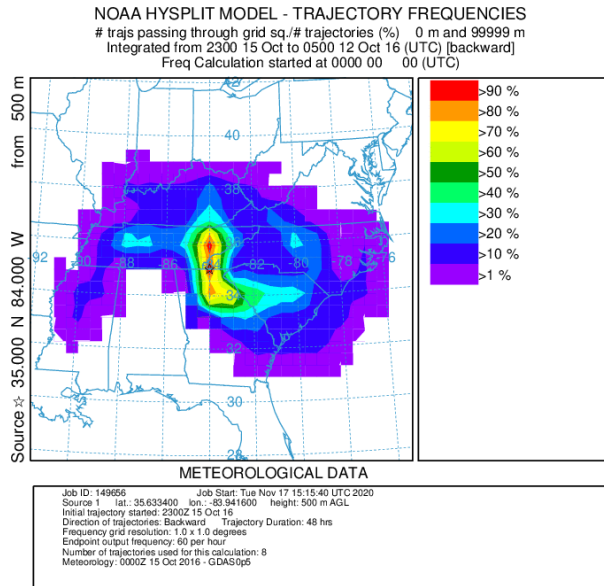 NOAA HYSPLIT MODEL - TRAJECTORY FREQUENCIES
# trajs passing through grid sq./# trajectories (%) 0 m and 99999 m
Integrated from 2300 15 Oct to 0500 12 Oct 16 (UTC) [backward]
Freq Calculation started at 0000 00 00 (UTC)
Source ☆ 35.000 N 84.000 W from 500 m
40
38
92
88
86
82
80
78
76
34
32
30
28
>90 %
>80 %
>70 %
>60 %
>50 %
>40 %
>30 %
>20 %
>10 %
>1 %
METEOROLOGICAL DATA
Job ID: 149656 Job Start: Tue Nov 17 15:15:40 UTC 2020
Source 1 lat.: 35.633400 lon.: -83.941600 height: 500 m AGL
Initial trajectory started: 2300Z 15 Oct 16
Direction of trajectories: Backward Trajectory Duration: 48 hrs
Frequency grid resolution: 1.0 x 1.0 degrees
Endpoint output frequency: 60 per hour
Number of trajectories used for this calculation: 8
Meteorology: 0000Z 15 Oct 2016 - GDAS0p5